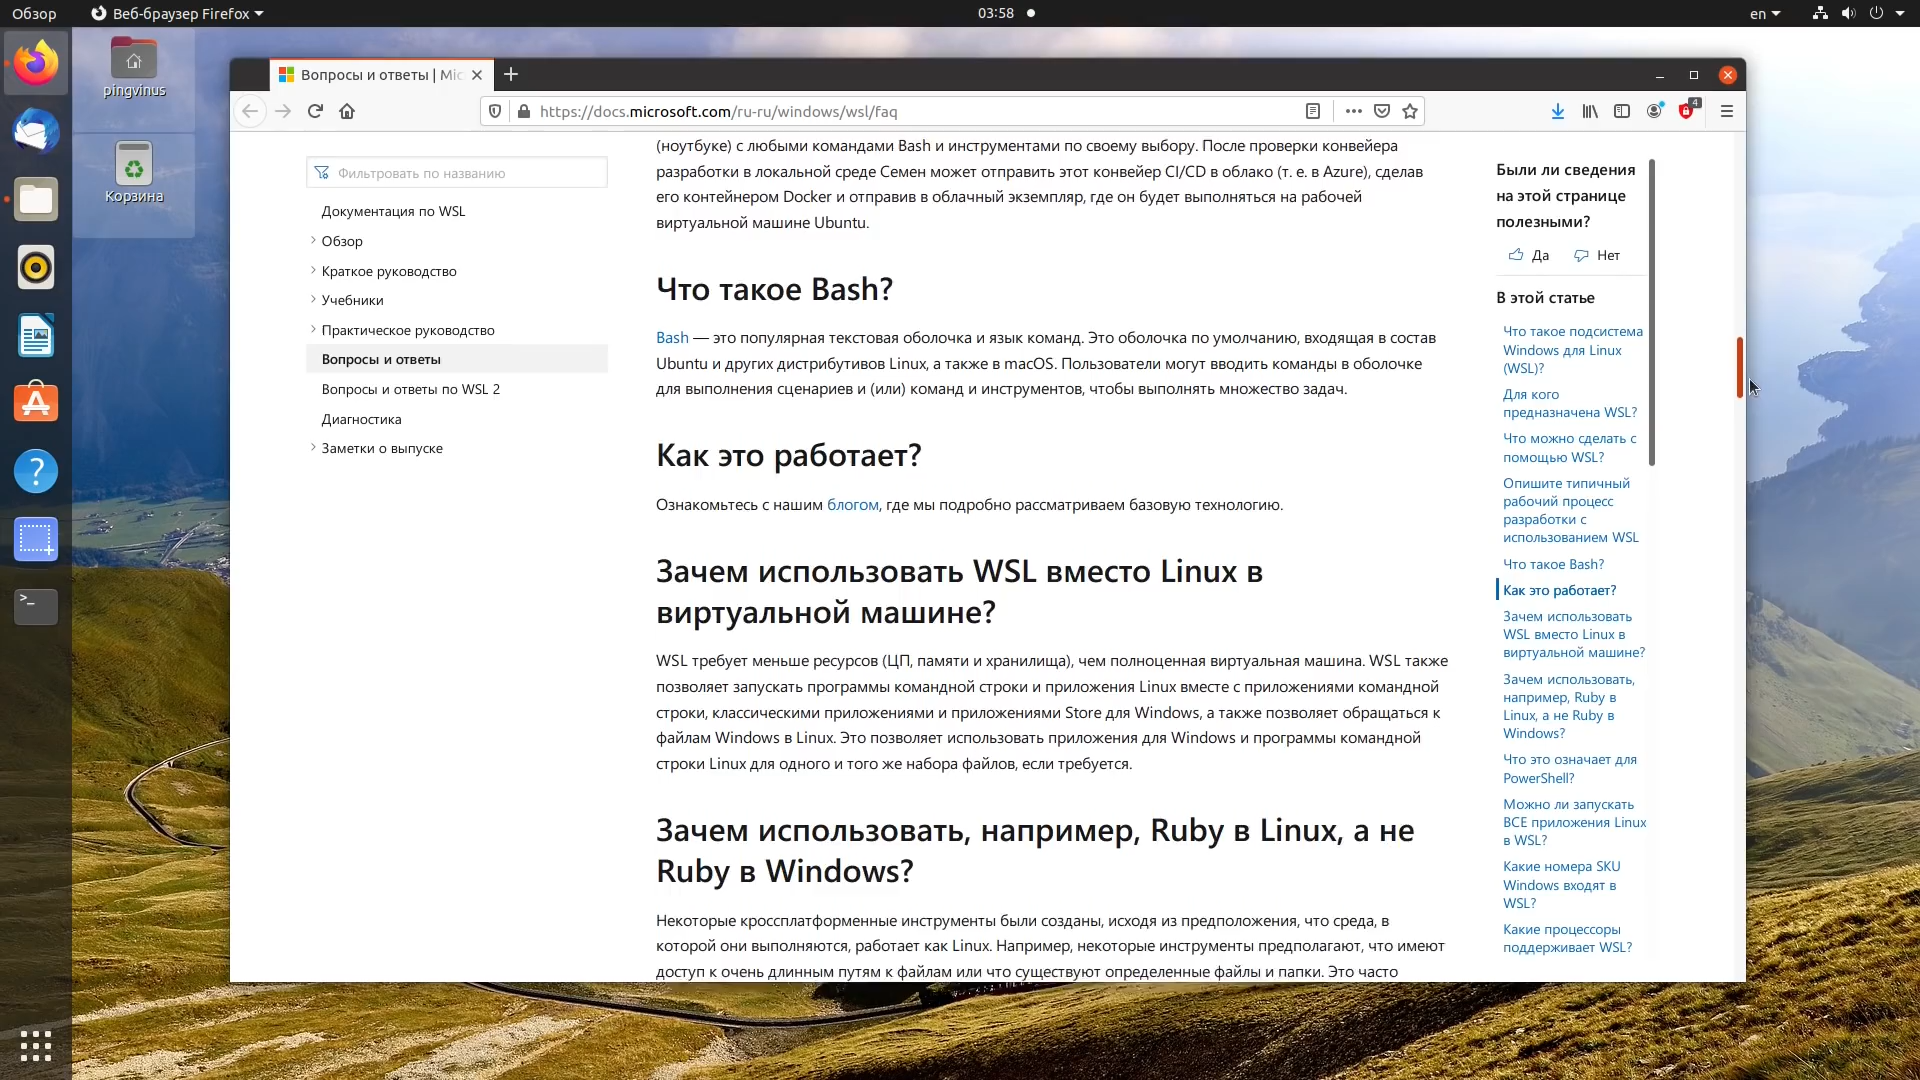 Обзор
Веб-браузер Firefox
03:58
en
pingvinus
Корзина
Вопросы и ответы | Mic
https://docs.microsoft.com/ru-ru/windows/wsl/faq
4
Фильтровать по названию
Документация по WSL
Обзор
Краткое руководство
Учебники
Практическое руководство
Вопросы и ответы
Вопросы и ответы по WSL 2
Диагностика
Заметки о выпуске
(ноутбуке) с любыми командами Bash и инструментами по своему выбору. После проверки конвейера
разработки в локальной среде Семен может отправить этот конвейер CI/CD в облако (т. е. в Azure), сделав
его контейнером Docker и отправив в облачный экземпляр, где он будет выполняться на рабочей
виртуальной машине Ubuntu.
Что такое Bash?
Bash — это популярная текстовая оболочка и язык команд. Это оболочка по умолчанию, входящая в состав
Ubuntu и других дистрибутивов Linux, а также в macOS. Пользователи могут вводить команды в оболочке
для выполнения сценариев и (или) команд и инструментов, чтобы выполнять множество задач.
Как это работает?
Ознакомьтесь с нашим блогом, где мы подробно рассматриваем базовую технологию.
Зачем использовать WSL вместо Linux в
виртуальной машине?
WSL требует меньше ресурсов (ЦП, памяти и хранилища), чем полноценная виртуальная машина. WSL также
позволяет запускать программы командной строки и приложения Linux вместе с приложениями командной
строки, классическими приложениями и приложениями Store для Windows, а также позволяет обращаться к
файлам Windows в Linux. Это позволяет использовать приложения для Windows и программы командной
строки Linux для одного и того же набора файлов, если требуется.
Зачем использовать, например, Ruby в Linux, а не
Ruby в Windows?
Некоторые кроссплатформенные инструменты были созданы, исходя из предположения, что среда, в
которой они выполняются, работает как Linux. Например, некоторые инструменты предполагают, что имеют
доступ к очень длинным путям к файлам или что существуют определенные файлы и папки. Это часто
Были ли сведения
на этой странице
полезными?
Да
Нет
В этой статье
Что такое подсистема
Windows для Linux
(WSL)?
Для кого
предназначена WSL?
Что можно сделать с
помощью WSL?
Опишите типичный
рабочий процесс
разработки с
использованием WSL
Что такое Bash?
Как это работает?
Зачем использовать
WSL вместо Linux в
виртуальной машине?
Зачем использовать,
например, Ruby в
Linux, а не Ruby в
Windows?
Что это означает для
PowerShell?
Можно ли запускать
ВСЕ приложения Linux
в WSL?
Какие номера SKU
Windows входят в
WSL?
Какие процессоры
поддерживает WSL?